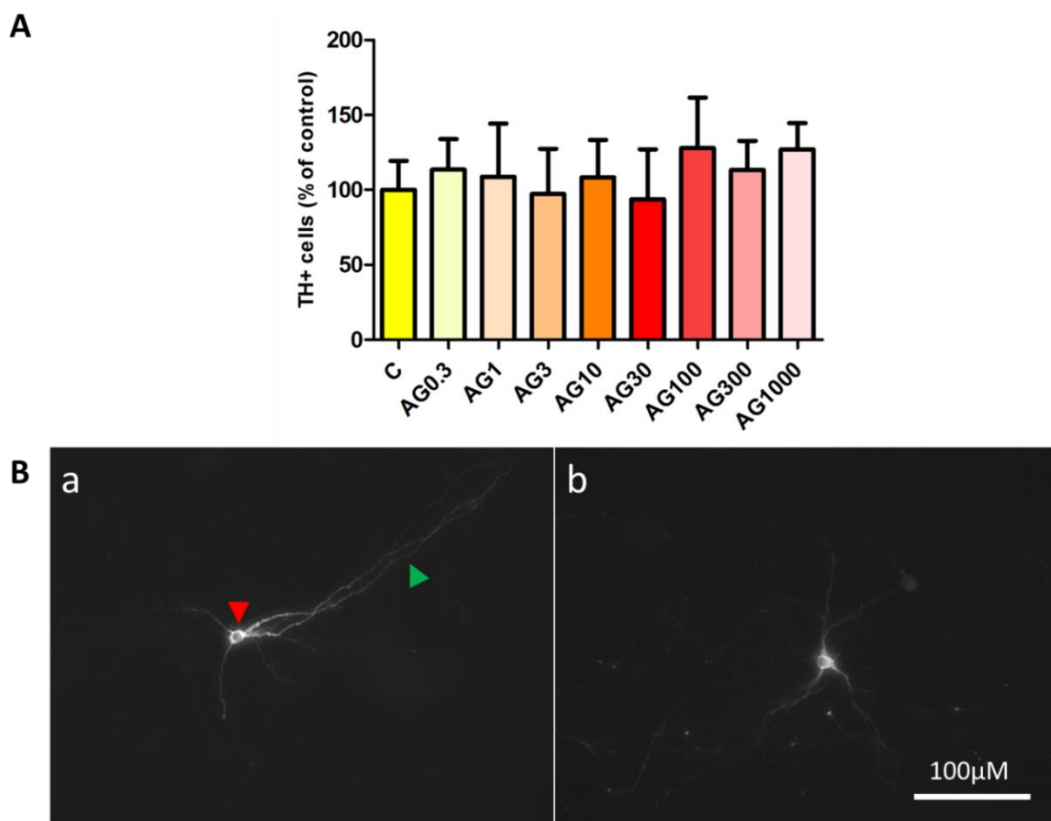 A
TH+ cells (% of control)
200
150
100
50
0
C
AG0.3
AG1
AG3
AG10
AG30
AG100
AG300
AG1000
B
a
b
100µM